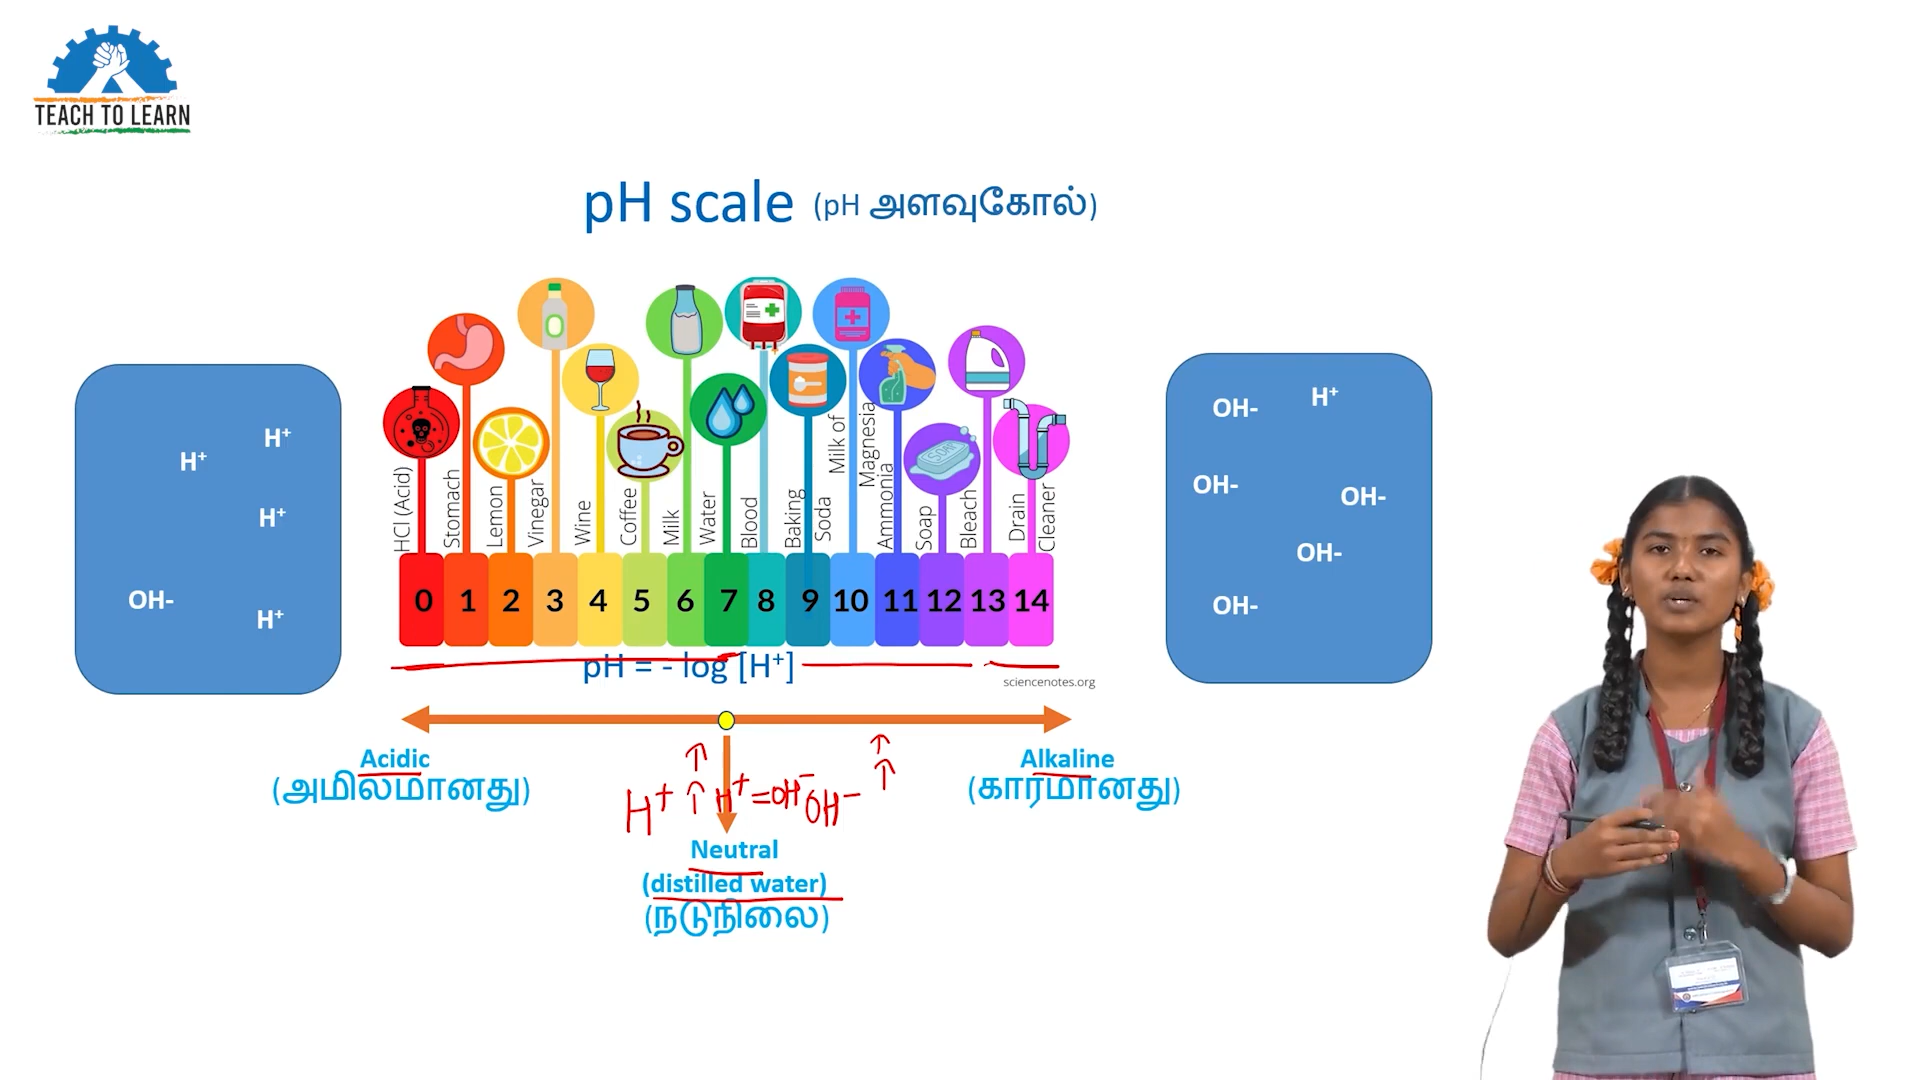 TEACH TO LEARN
pH scale (pH அளவுகோல்)
HCl (Acid)
Stomach
Lemon
Vinegar
Wine
Coffee
Milk
Water
Blood
Baking Soda
Milk of Magnesia
Ammonia
Soap
Bleach
Drain Cleaner
SOAP
0 1 2 3 4 5 6 7 8 9 10 11 12 13 14
pH = - log [H⁺]
sciencenotes.org
H⁺
H⁺
H⁺
OH-
H⁺
OH-
H⁺
OH-
OH-
OH-
OH-
Acidic
(அமிலமானது)
Alkaline
(காரமானது)
H⁺ ↑ ↑ H⁺ = OH⁻ OH⁻ ↑ ↑
Neutral
(distilled water)
(நடுநிலை)